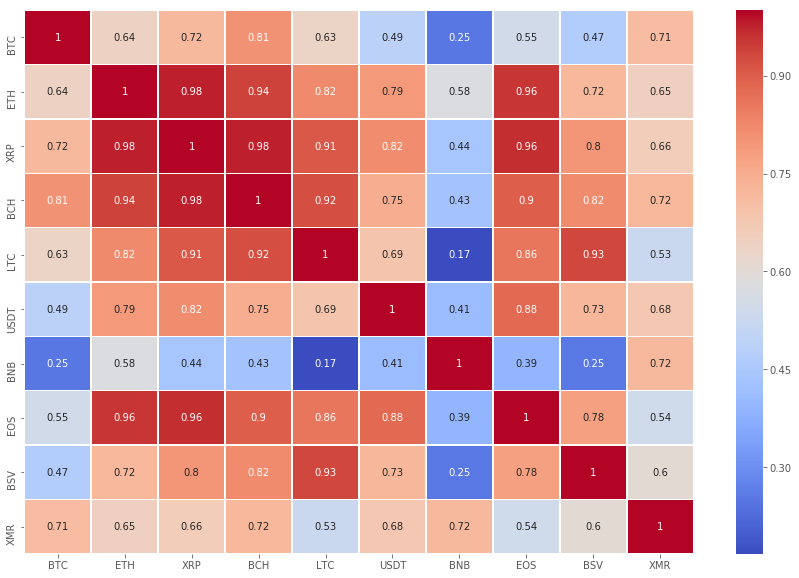 BTC 1 0.64 0.72 0.81 0.63 0.49 0.25 0.55 0.47 0.71
ETH 0.64 1 0.98 0.94 0.82 0.79 0.58 0.96 0.72 0.65
XRP 0.72 0.98 1 0.98 0.91 0.82 0.44 0.96 0.8 0.66
BCH 0.81 0.94 0.98 1 0.92 0.75 0.43 0.9 0.82 0.72
LTC 0.63 0.82 0.91 0.92 1 0.69 0.17 0.86 0.93 0.53
USDT 0.49 0.79 0.82 0.75 0.69 1 0.41 0.88 0.73 0.68
BNB 0.25 0.58 0.44 0.43 0.17 0.41 1 0.39 0.25 0.72
EOS 0.55 0.96 0.96 0.9 0.86 0.88 0.39 1 0.78 0.54
BSV 0.47 0.72 0.8 0.82 0.93 0.73 0.25 0.78 1 0.6
XMR 0.71 0.65 0.66 0.72 0.53 0.68 0.72 0.54 0.6 1
BTC ETH XRP BCH LTC USDT BNB EOS BSV XMR
0.90
0.75
0.60
0.45
0.30